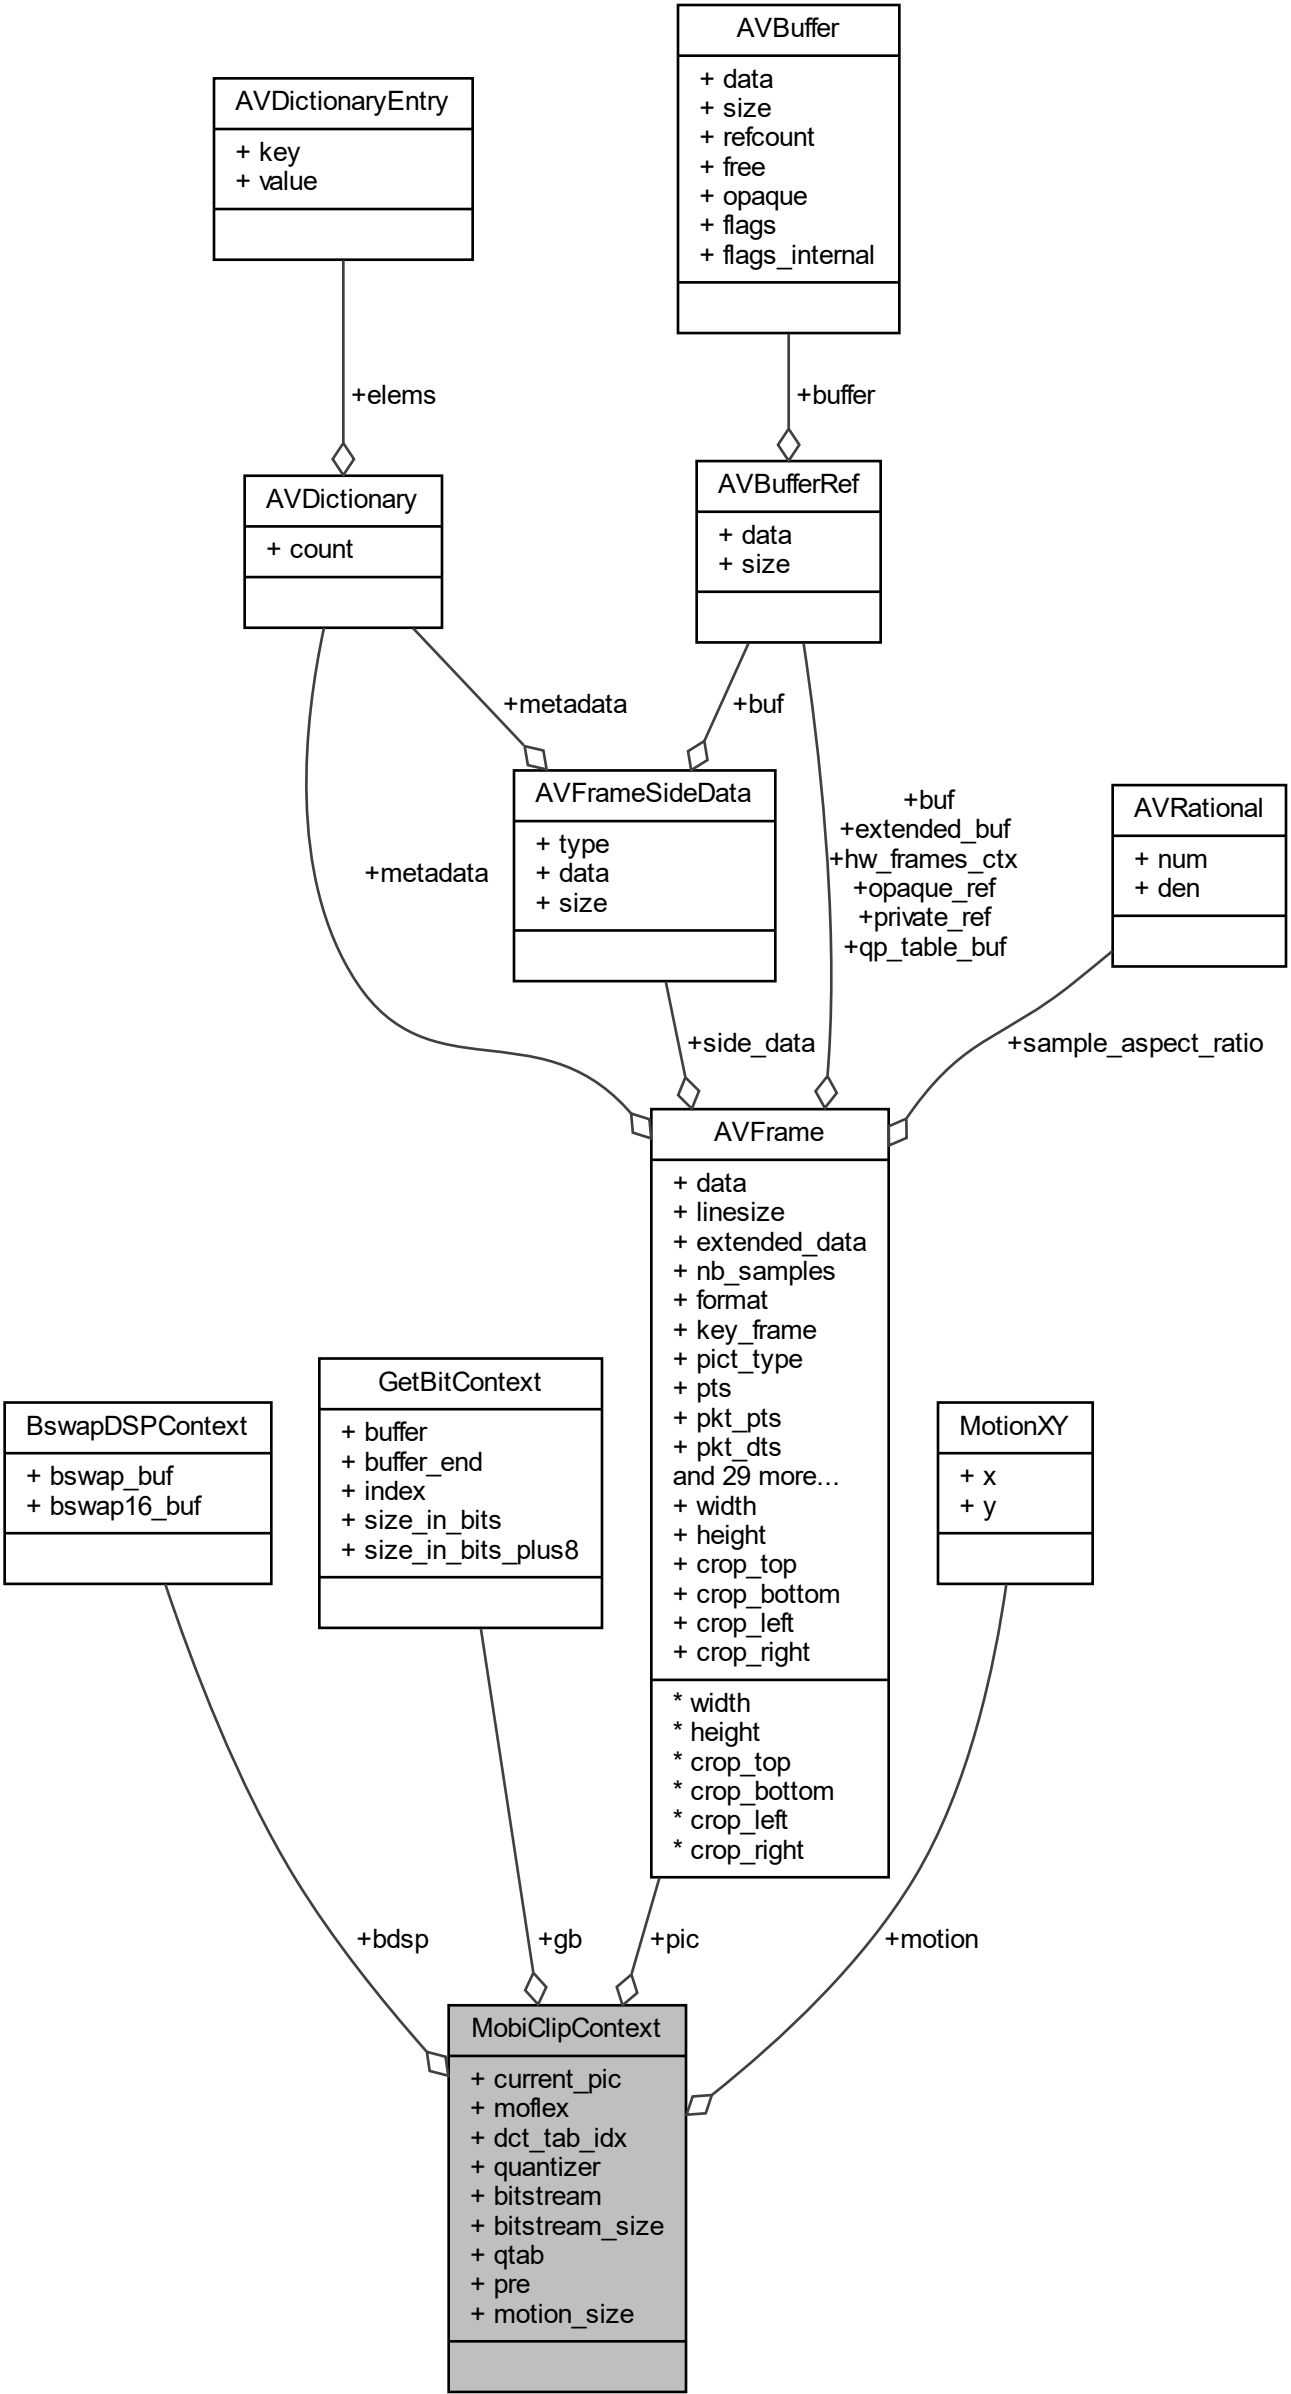 AVBuffer
+ data
+ size
+ refcount
+ free
+ opaque
+ flags
+ flags_internal
AVDictionaryEntry
+ key
+ value
+elems
+buffer
AVDictionary
+ count
AVBufferRef
+ data
+ size
+metadata
+buf
AVFrameSideData
+ type
+ data
+ size
+buf
+extended_buf
+hw_frames_ctx
+opaque_ref
+private_ref
+qp_table_buf
AVRational
+ num
+ den
+metadata
+side_data
+sample_aspect_ratio
AVFrame
+ data
+ linesize
+ extended_data
+ nb_samples
+ format
+ key_frame
+ pict_type
+ pts
+ pkt_pts
+ pkt_dts
and 29 more...
+ width
+ height
+ crop_top
+ crop_bottom
+ crop_left
+ crop_right
* width
* height
* crop_top
* crop_bottom
* crop_left
* crop_right
BswapDSPContext
+ bswap_buf
+ bswap16_buf
GetBitContext
+ buffer
+ buffer_end
+ index
+ size_in_bits
+ size_in_bits_plus8
MotionXY
+ x
+ y
+bdsp
+gb
+pic
+motion
MobiClipContext
+ current_pic
+ moflex
+ dct_tab_idx
+ quantizer
+ bitstream
+ bitstream_size
+ qtab
+ pre
+ motion_size